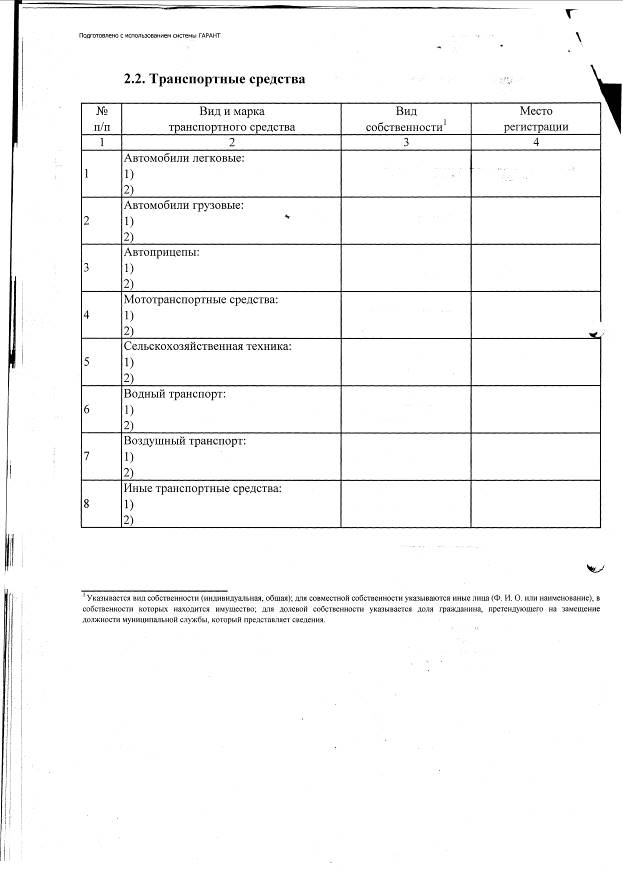 Подготовлено с использованием системы ГАРАНТ
2.2. Транспортные средства
№ п/п
Вид и марка транспортного средства
Вид собственности1
Место регистрации
1 2 3 4
1
Автомобили легковые:
1)
2)
2
Автомобили грузовые:
1)
2)
3
Автоприцепы:
1)
2)
4
Мототранспортные средства:
1)
2)
5
Сельскохозяйственная техника:
1)
2)
6
Водный транспорт:
1)
2)
7
Воздушный транспорт:
1)
2)
8
Иные транспортные средства:
1)
2)
1 Указывается вид собственности (индивидуальная, общая); для совместной собственности указываются иные лица (Ф. И. О. или наименование), в
собственности которых находится имущество; для долевой собственности указывается доля гражданина, претендующего на замещение
должности муниципальной службы, который представляет сведения.